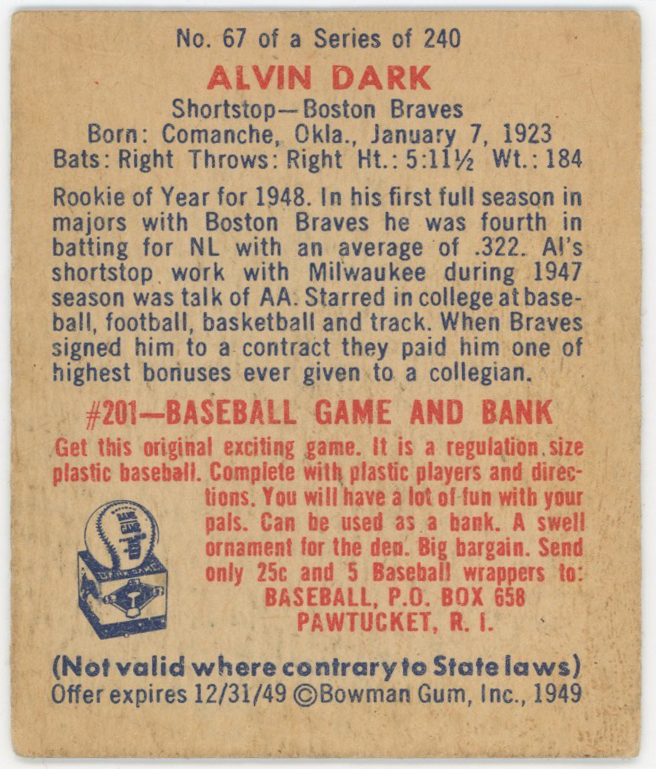 No. 67 of a Series of 240
ALVIN DARK
Shortstop—Boston Braves
Born: Comanche, Okla., January 7, 1923
Bats: Right Throws: Right Ht.: 5:11½ Wt.: 184
Rookie of Year for 1948. In his first full season in
majors with Boston Braves he was fourth in
batting for NL with an average of .322. Al's
shortstop work with Milwaukee during 1947
season was talk of AA. Starred in college at base-
ball, football, basketball and track. When Braves
signed him to a contract they paid him one of
highest bonuses ever given to a collegian.
#201—BASEBALL GAME AND BANK
Get this original exciting game. It is a regulation size
plastic baseball. Complete with plastic players and direc-
tions. You will have a lot of fun with your
pals. Can be used as a bank. A swell
ornament for the den. Big bargain. Send
only 25c and 5 Baseball wrappers to:
BASEBALL, P.O. BOX 658
PAWTUCKET, R. I.
BANK
GAME
(Not valid where contrary to State laws)
Offer expires 12/31/49 ©Bowman Gum, Inc., 1949